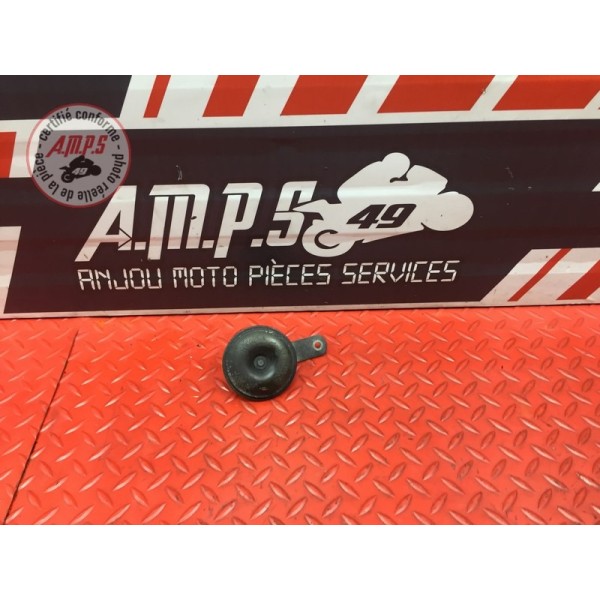 - certifié conforme -
A.M.P.S
49
photo réelle de la pièce
A.M.P.S 49
ANJOU MOTO PIÈCES SERVICES